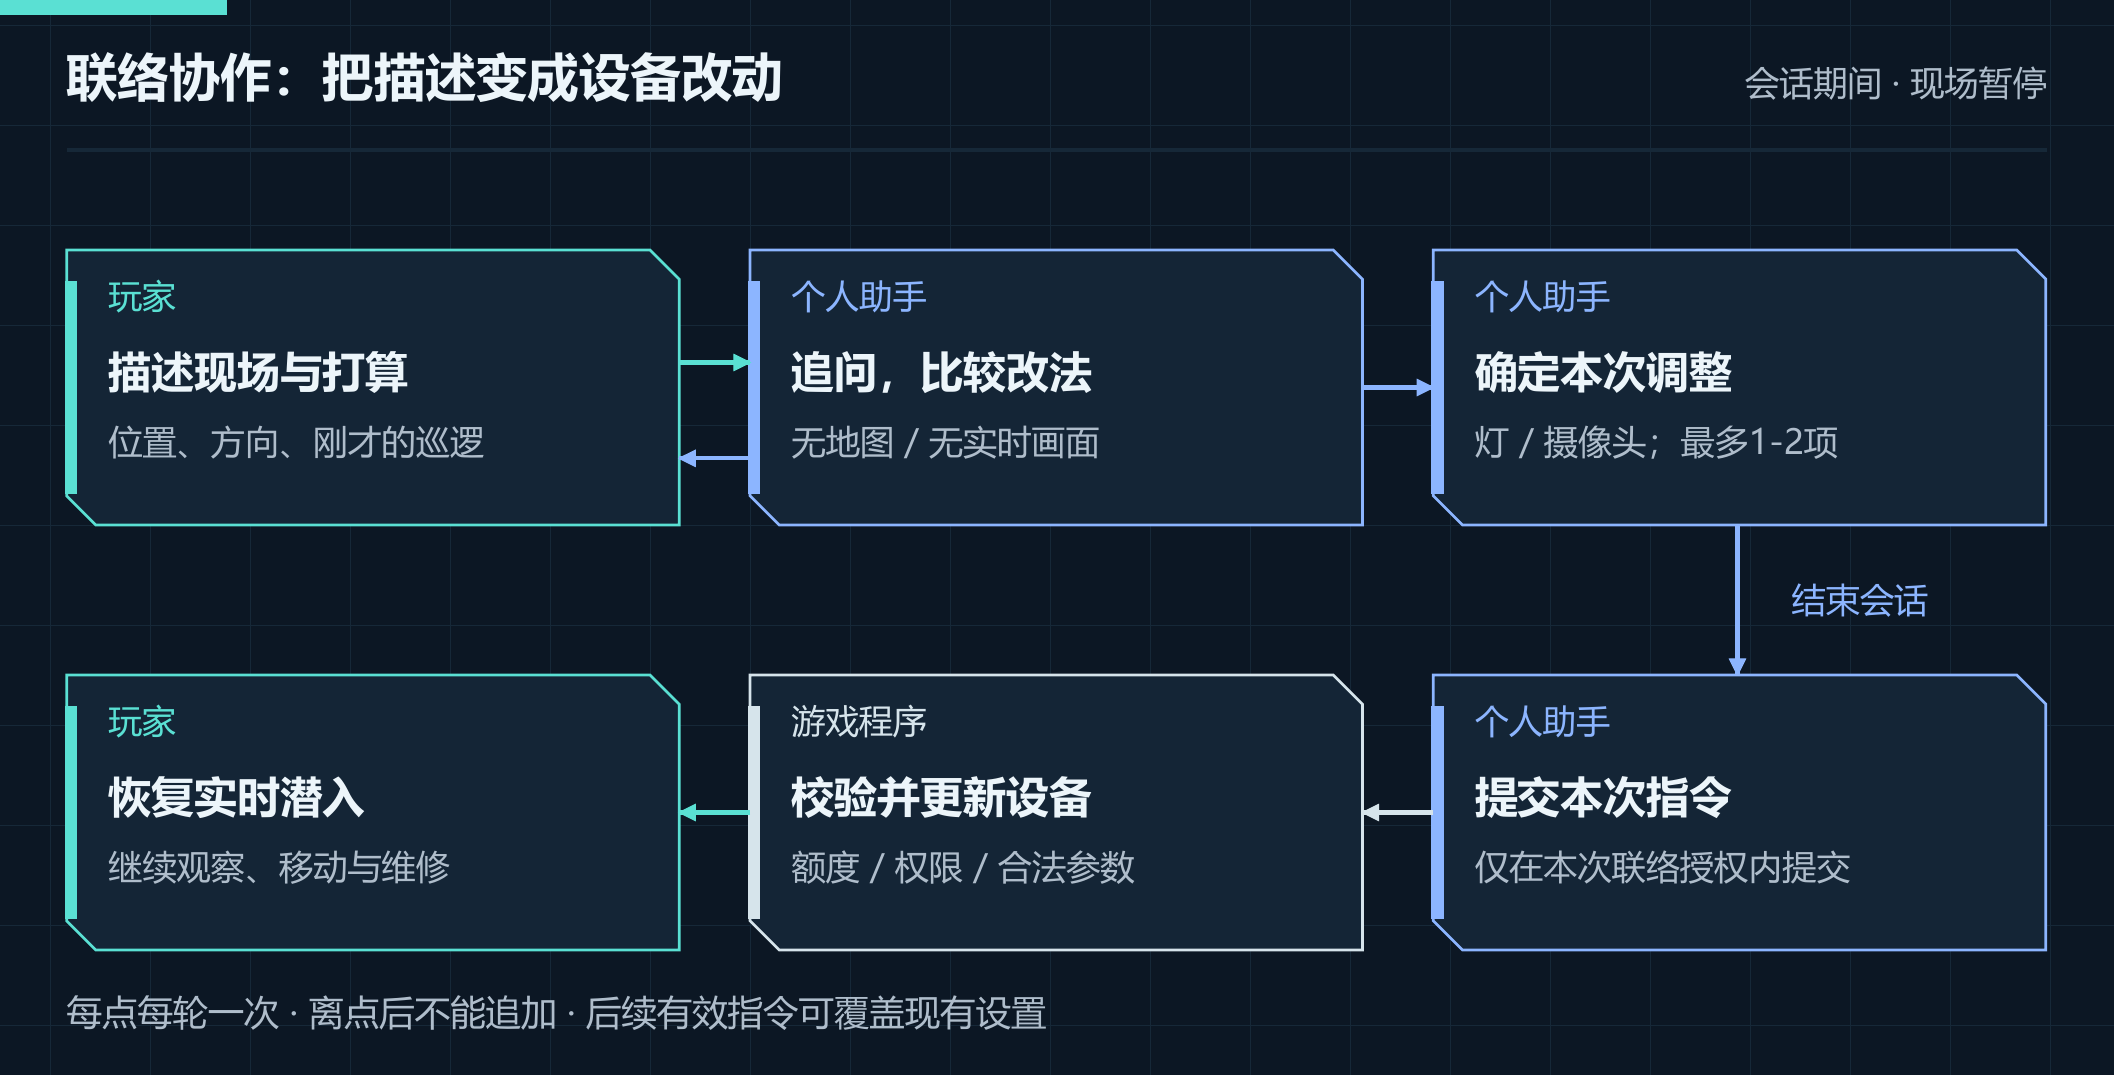 联络协作：把描述变成设备改动
会话期间 · 现场暂停
玩家
描述现场与打算
位置、方向、刚才的巡逻
个人助手
追问，比较改法
无地图 / 无实时画面
个人助手
确定本次调整
灯 / 摄像头；最多1-2项
结束会话
玩家
恢复实时潜入
继续观察、移动与维修
游戏程序
校验并更新设备
额度 / 权限 / 合法参数
个人助手
提交本次指令
仅在本次联络授权内提交
每点每轮一次 · 离点后不能追加 · 后续有效指令可覆盖现有设置